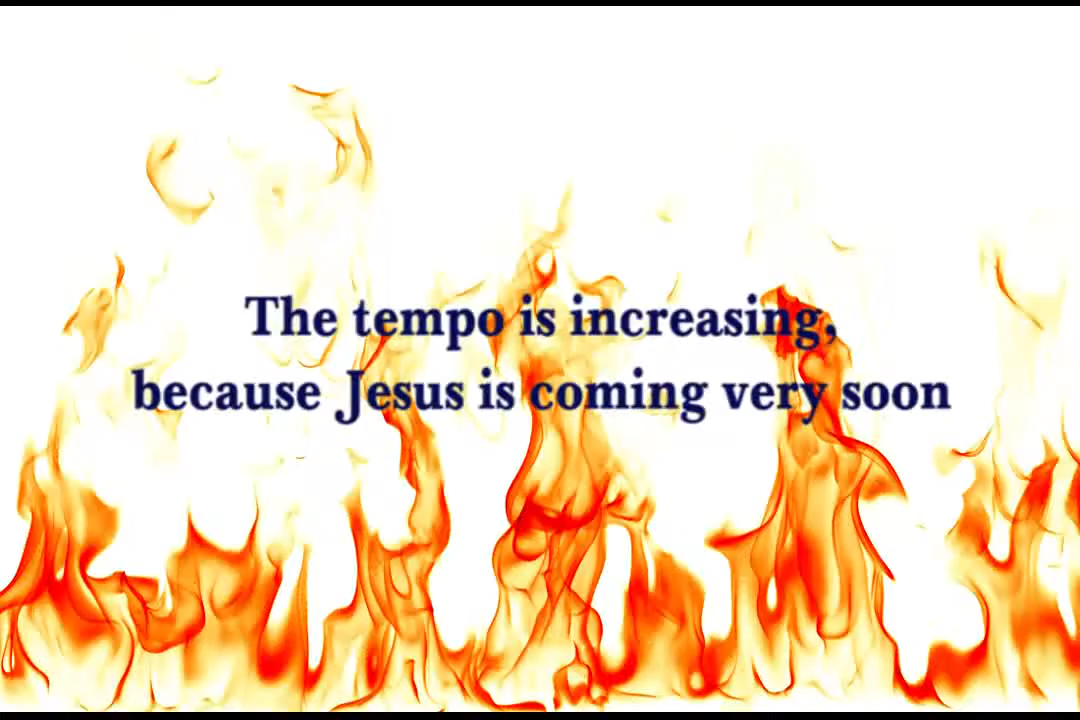 The tempo is increasing,
because Jesus is coming very soon